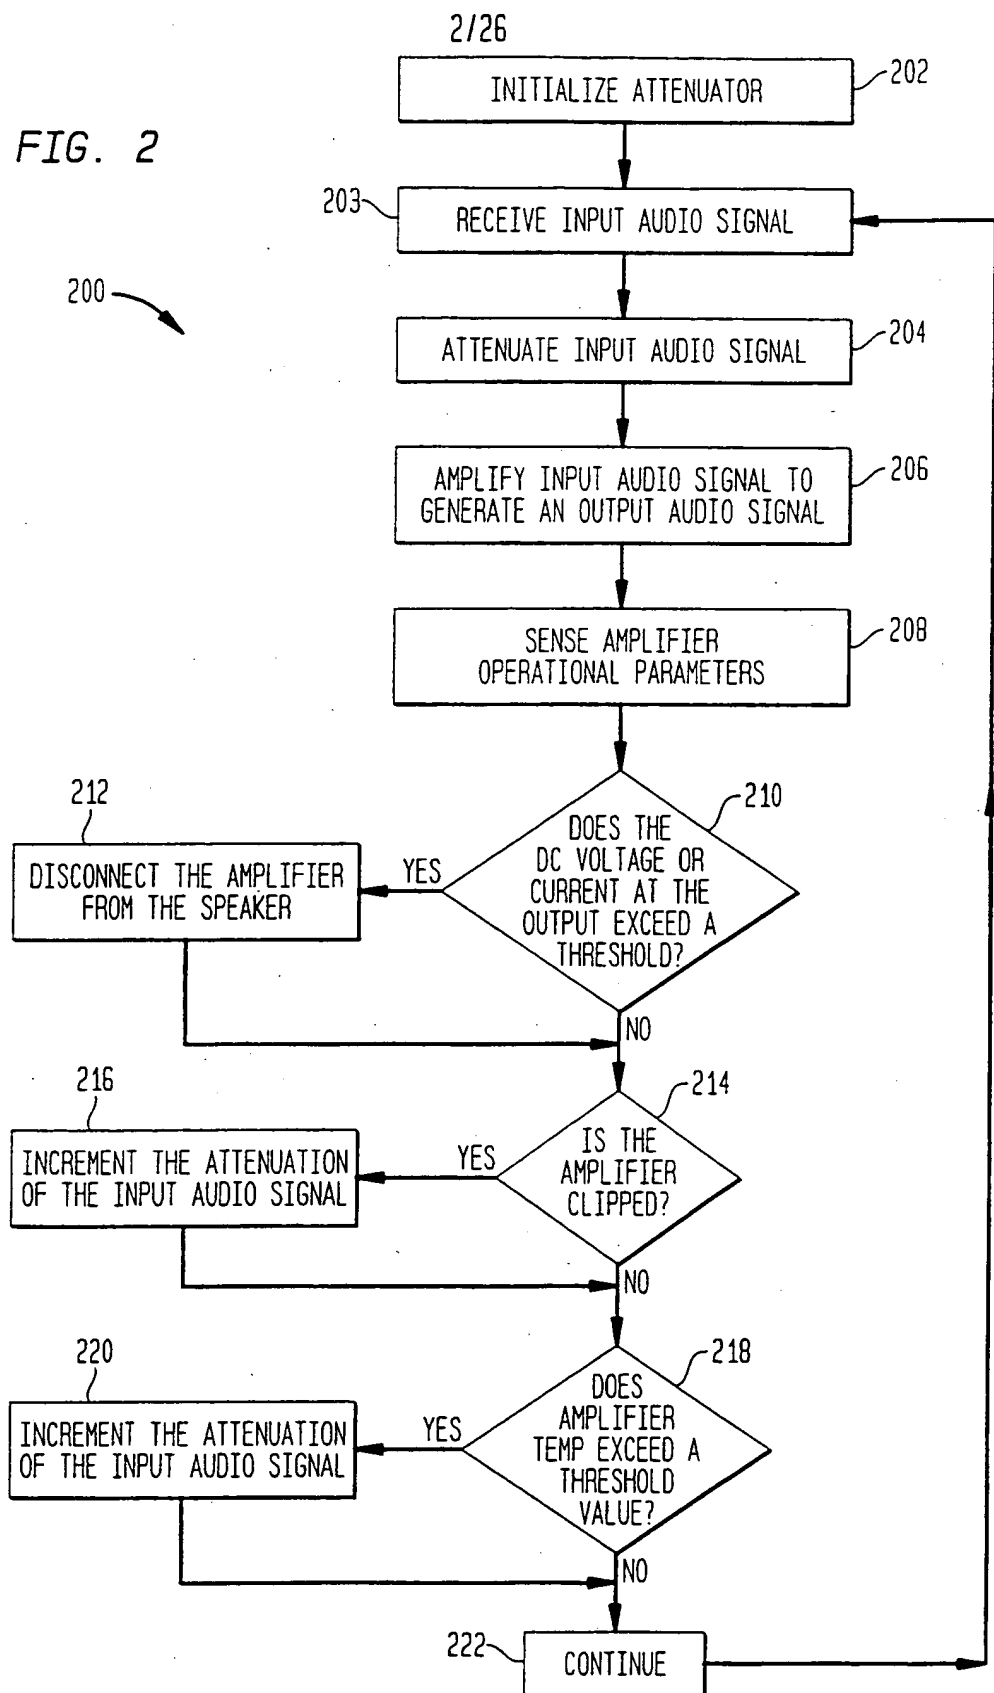 2/26
FIG. 2
INITIALIZE ATTENUATOR
202
203
RECEIVE INPUT AUDIO SIGNAL
200
ATTENUATE INPUT AUDIO SIGNAL
204
AMPLIFY INPUT AUDIO SIGNAL TO
GENERATE AN OUTPUT AUDIO SIGNAL
206
SENSE AMPLIFIER
OPERATIONAL PARAMETERS
208
210
DOES THE
DC VOLTAGE OR
CURRENT AT THE
OUTPUT EXCEED A
THRESHOLD?
YES
212
DISCONNECT THE AMPLIFIER
FROM THE SPEAKER
NO
214
IS THE
AMPLIFIER
CLIPPED?
YES
216
INCREMENT THE ATTENUATION
OF THE INPUT AUDIO SIGNAL
NO
218
DOES
AMPLIFIER
TEMP EXCEED A
THRESHOLD
VALUE?
YES
220
INCREMENT THE ATTENUATION
OF THE INPUT AUDIO SIGNAL
NO
222
CONTINUE